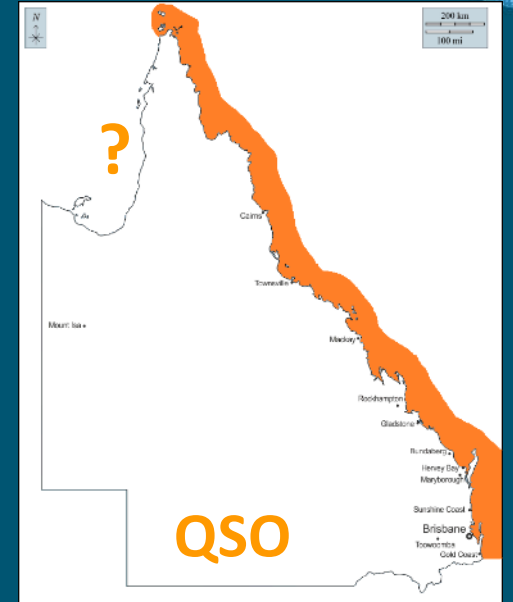 N
?
200 km
100 mi
?
Cairns
Townsville
Mount Isa
Mackay
Rockhampton
Gladstone
Bundaberg
Hervey Bay
Maryborough
Sunshine Coast
QSO
Brisbane
Toowoomba
Gold Coast